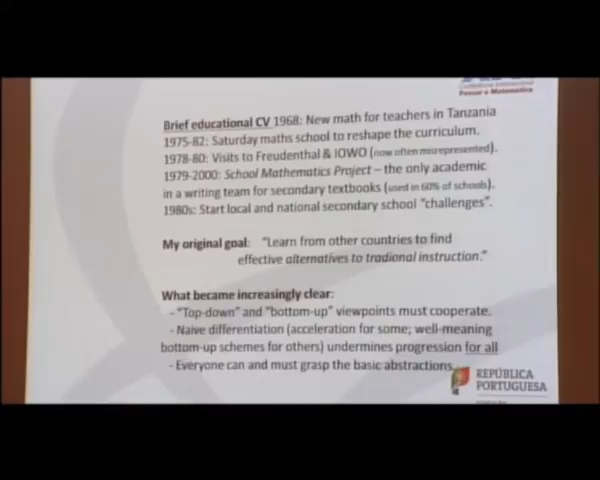 Conferência Internacional
Pensar a Matemática
Brief educational CV 1968: New math for teachers in Tanzania
1975-82: Saturday maths school to reshape the curriculum.
1978-80: Visits to Freudenthal & IOWO (now often misrepresented).
1979-2000: School Mathematics Project – the only academic
in a writing team for secondary textbooks (used in 60% of schools).
1980s: Start local and national secondary school "challenges".
My original goal: "Learn from other countries to find
effective alternatives to tradional instruction."
What became increasingly clear:
- "Top-down" and "bottom-up" viewpoints must cooperate.
- Naive differentiation (acceleration for some; well-meaning
bottom-up schemes for others) undermines progression for all
- Everyone can and must grasp the basic abstractions.
REPÚBLICA
PORTUGUESA